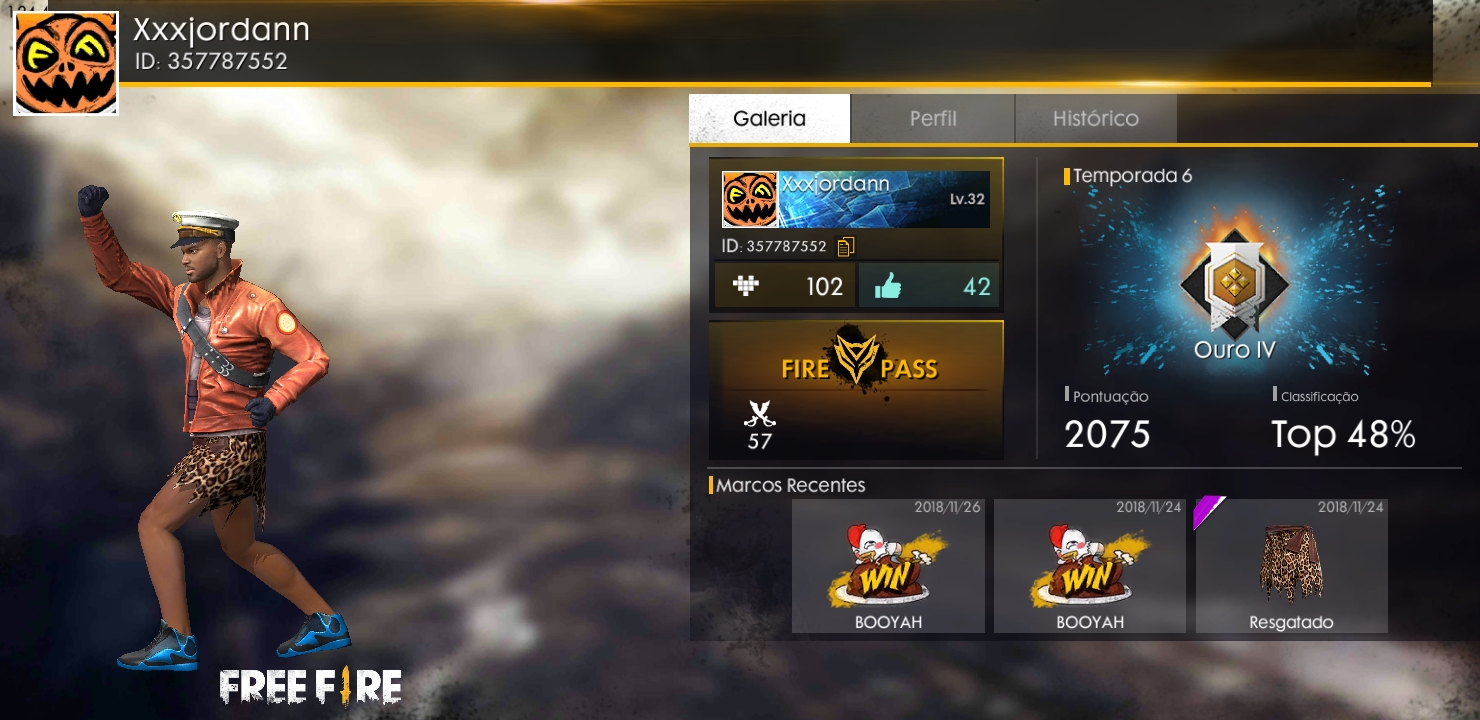 Xxxjordann
ID: 357787552
Galeria
Perfil
Histórico
Xxxjordann
Lv.32
ID: 357787552
102
42
FIRE PASS
57
Temporada 6
Ouro IV
Pontuação
Classificação
2075
Top 48%
Marcos Recentes
2018/11/26
2018/11/24
2018/11/24
WIN
WIN
BOOYAH
BOOYAH
Resgatado
FREE FIRE